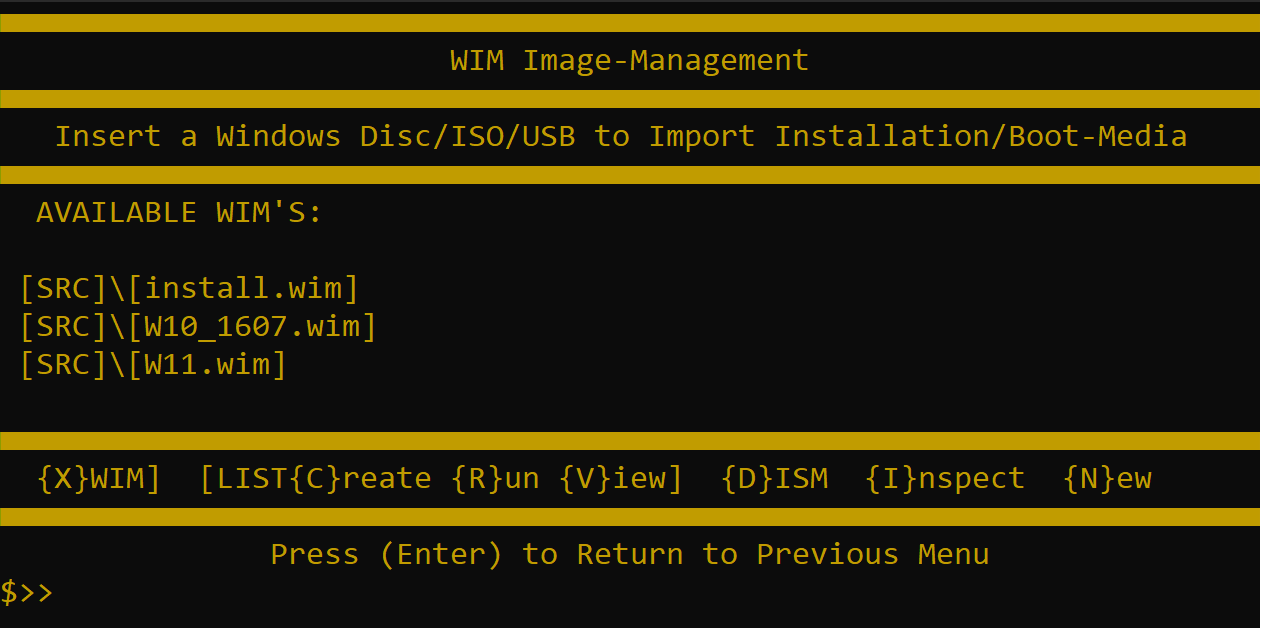 WIM Image-Management
Insert a Windows Disc/ISO/USB to Import Installation/Boot-Media
AVAILABLE WIM'S:
[SRC]\[install.wim]
[SRC]\[W10_1607.wim]
[SRC]\[W11.wim]
{X}WIM]  [LIST{C}reate {R}un {V}iew]  {D}ISM  {I}nspect  {N}ew
Press (Enter) to Return to Previous Menu
$>>